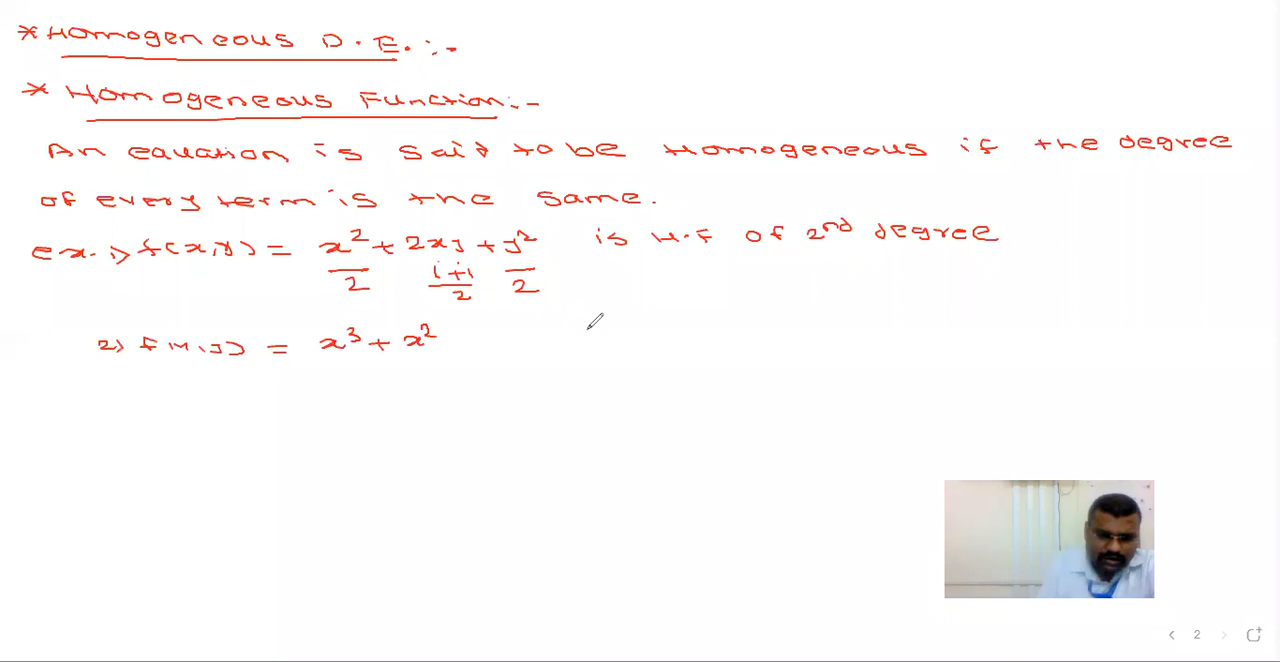 * Homogeneous D.E. :-
* Homogeneous Function :-
An equation is said to be Homogeneous if the degree
of every term is the same.
ex. 1) f(x,y) = x² + 2xy + y² is H.F of 2nd degree
2 1+1 2
2
2) f(x,y) = x³ + x²
2